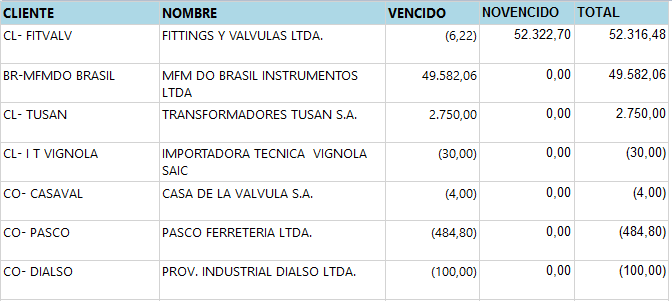 CLIENTE NOMBRE VENCIDO NOVENCIDO TOTAL
CL- FITVALV FITTINGS Y VALVULAS LTDA. (6,22) 52.322,70 52.316,48
BR-MFMDO BRASIL MFM DO BRASIL INSTRUMENTOS 49.582,06 0,00 49.582,06
LTDA
CL- TUSAN TRANSFORMADORES TUSAN S.A. 2.750,00 0,00 2.750,00
CL- I T VIGNOLA IMPORTADORA TECNICA  VIGNOLA (30,00) 0,00 (30,00)
SAIC
CO- CASAVAL CASA DE LA VALVULA S.A. (4,00) 0,00 (4,00)
CO- PASCO PASCO FERRETERIA LTDA. (484,80) 0,00 (484,80)
CO- DIALSO PROV. INDUSTRIAL DIALSO LTDA. (100,00) 0,00 (100,00)